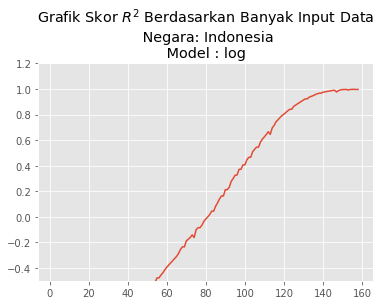 Grafik Skor R² Berdasarkan Banyak Input Data
Negara: Indonesia
Model : log
1.2
1.0
0.8
0.6
0.4
0.2
0.0
−0.2
−0.4
0 20 40 60 80 100 120 140 160